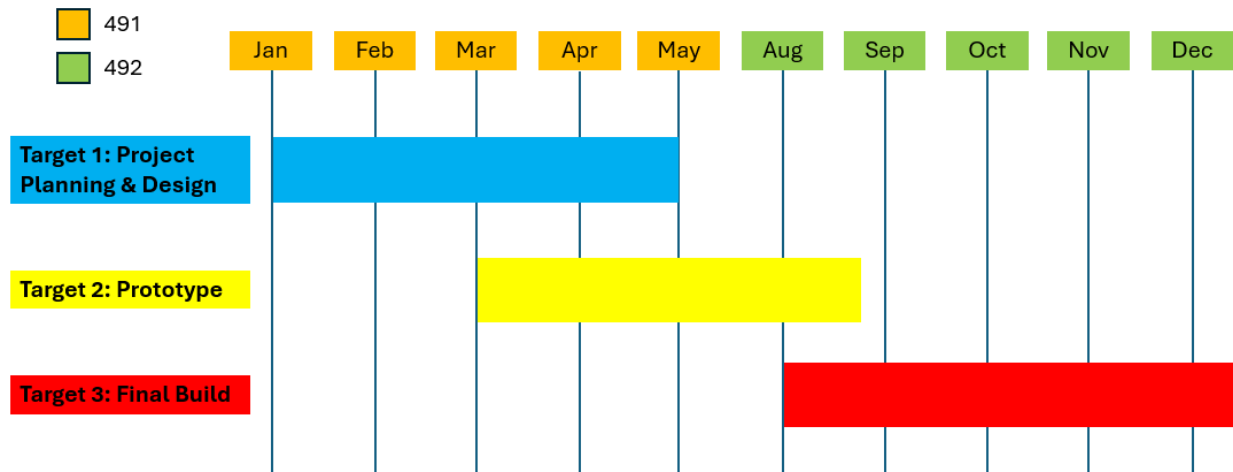 491
492
Jan Feb Mar Apr May Aug Sep Oct Nov Dec
Target 1: Project
Planning & Design
Target 2: Prototype
Target 3: Final Build